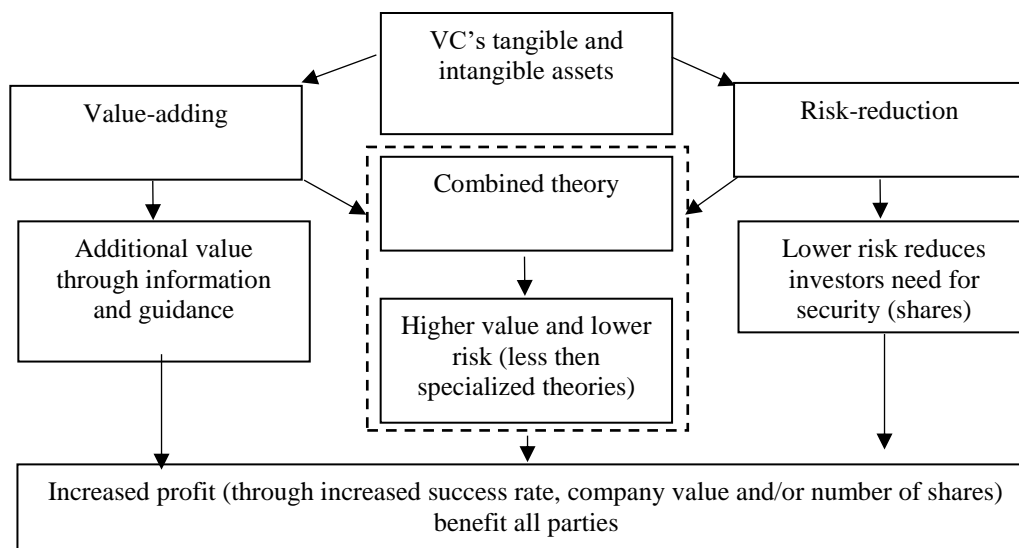 VC’s tangible and
intangible assets
Value-adding
Risk-reduction
Combined theory
Additional value
through information
and guidance
Lower risk reduces
investors need for
security (shares)
Higher value and lower
risk (less then
specialized theories)
Increased profit (through increased success rate, company value and/or number of shares)
benefit all parties